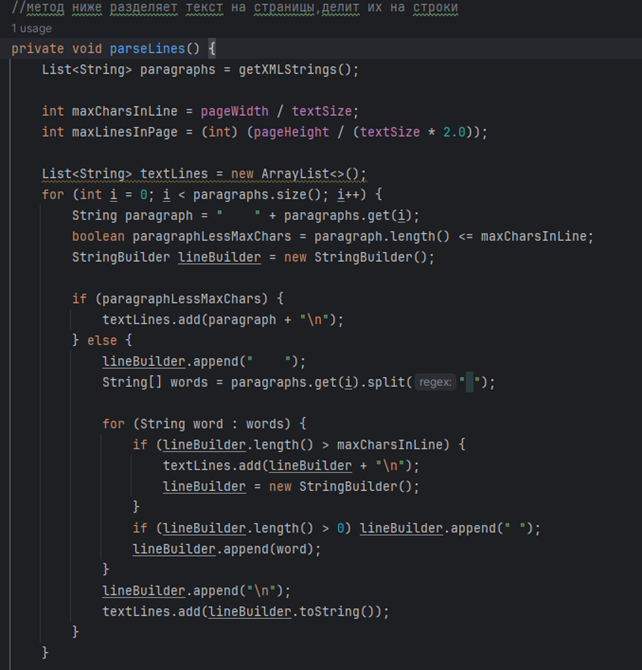 //метод ниже разделяет текст на страницы,делит их на строки
1 usage
private void parseLines() {
    List<String> paragraphs = getXMLStrings();

    int maxCharsInLine = pageWidth / textSize;
    int maxLinesInPage = (int) (pageHeight / (textSize * 2.0));

    List<String> textLines = new ArrayList<>();
    for (int i = 0; i < paragraphs.size(); i++) {
        String paragraph = "    " + paragraphs.get(i);
        boolean paragraphLessMaxChars = paragraph.length() <= maxCharsInLine;
        StringBuilder lineBuilder = new StringBuilder();

        if (paragraphLessMaxChars) {
            textLines.add(paragraph + "\n");
        } else {
            lineBuilder.append("    ");
            String[] words = paragraphs.get(i).split( regex: " ");

            for (String word : words) {
                if (lineBuilder.length() > maxCharsInLine) {
                    textLines.add(lineBuilder + "\n");
                    lineBuilder = new StringBuilder();
                }
                if (lineBuilder.length() > 0) lineBuilder.append(" ");
                lineBuilder.append(word);
            }
            lineBuilder.append("\n");
            textLines.add(lineBuilder.toString());
        }
    }